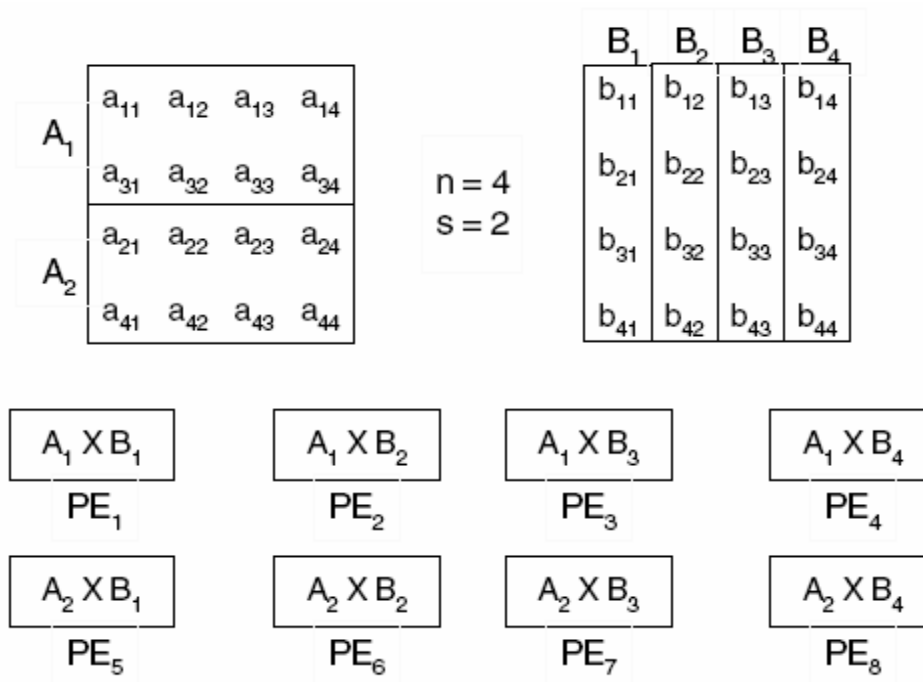 B₁ B₂ B₃ B₄
a₁₁ a₁₂ a₁₃ a₁₄
A₁
a₃₁ a₃₂ a₃₃ a₃₄
a₂₁ a₂₂ a₂₃ a₂₄
A₂
a₄₁ a₄₂ a₄₃ a₄₄
n = 4
s = 2
b₁₁ b₁₂ b₁₃ b₁₄
b₂₁ b₂₂ b₂₃ b₂₄
b₃₁ b₃₂ b₃₃ b₃₄
b₄₁ b₄₂ b₄₃ b₄₄
A₁ X B₁ A₁ X B₂ A₁ X B₃ A₁ X B₄
PE₁ PE₂ PE₃ PE₄
A₂ X B₁ A₂ X B₂ A₂ X B₃ A₂ X B₄
PE₅ PE₆ PE₇ PE₈